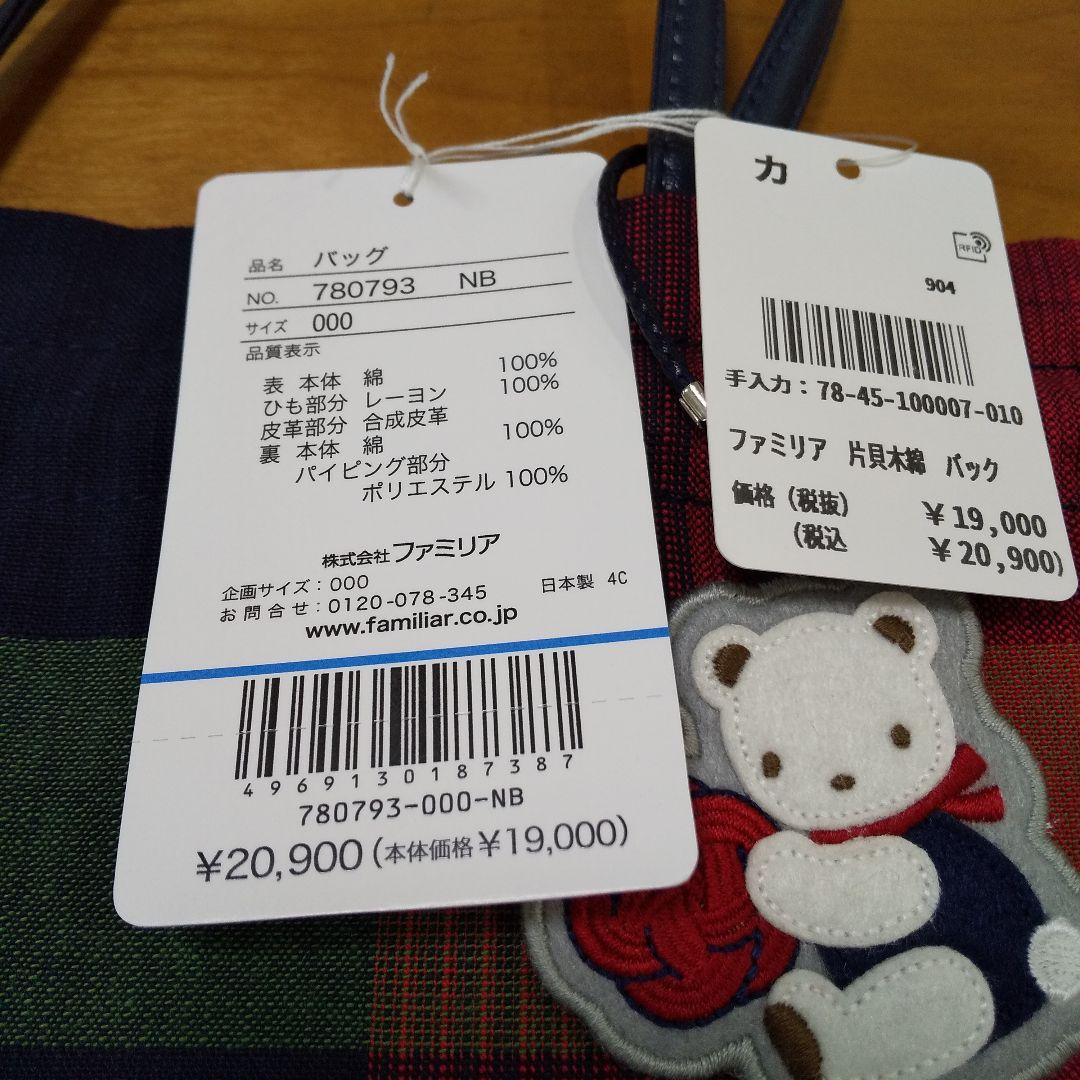 品名 バッグ
NO. 780793 NB
サイズ 000
品質表示
表 本体 綿 100%
ひも部分 レーヨン 100%
皮革部分 合成皮革
裏 本体 綿 100%
パイピング部分
ポリエステル 100%
株式会社ファミリア
企画サイズ:000
お問合せ:0120-078-345 日本製 4C
www.familiar.co.jp
4969130187387
780793-000-NB
¥20,900(本体価格¥19,000)
カ
RFID
904
手入力:78-45-100007-010
ファミリア 片貝木綿 バック
価格(税抜) ¥19,000
(税込 ¥20,900)